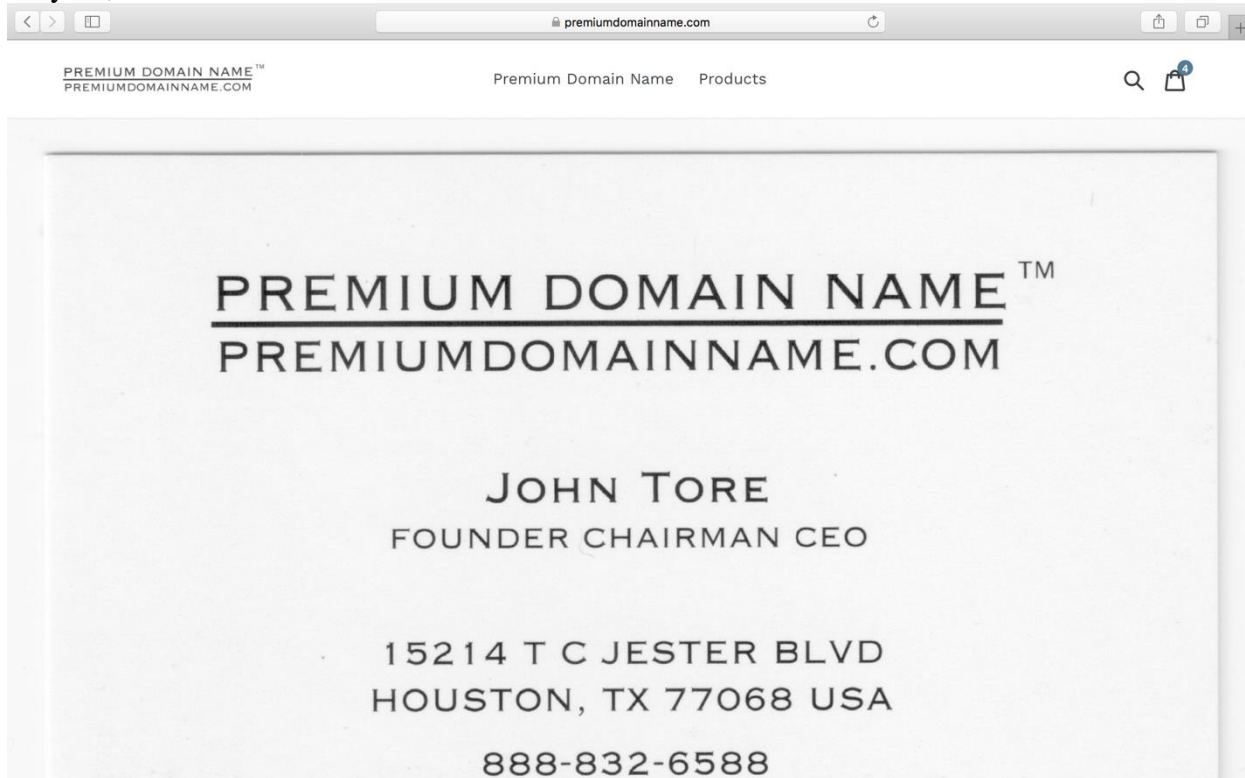 premiumdomainname.com
PREMIUM DOMAIN NAME™
PREMIUMDOMAINNAME.COM
Premium Domain Name Products
4
PREMIUM DOMAIN NAME™
PREMIUMDOMAINNAME.COM
JOHN TORE
FOUNDER CHAIRMAN CEO
15214 T C JESTER BLVD
HOUSTON, TX 77068 USA
888-832-6588